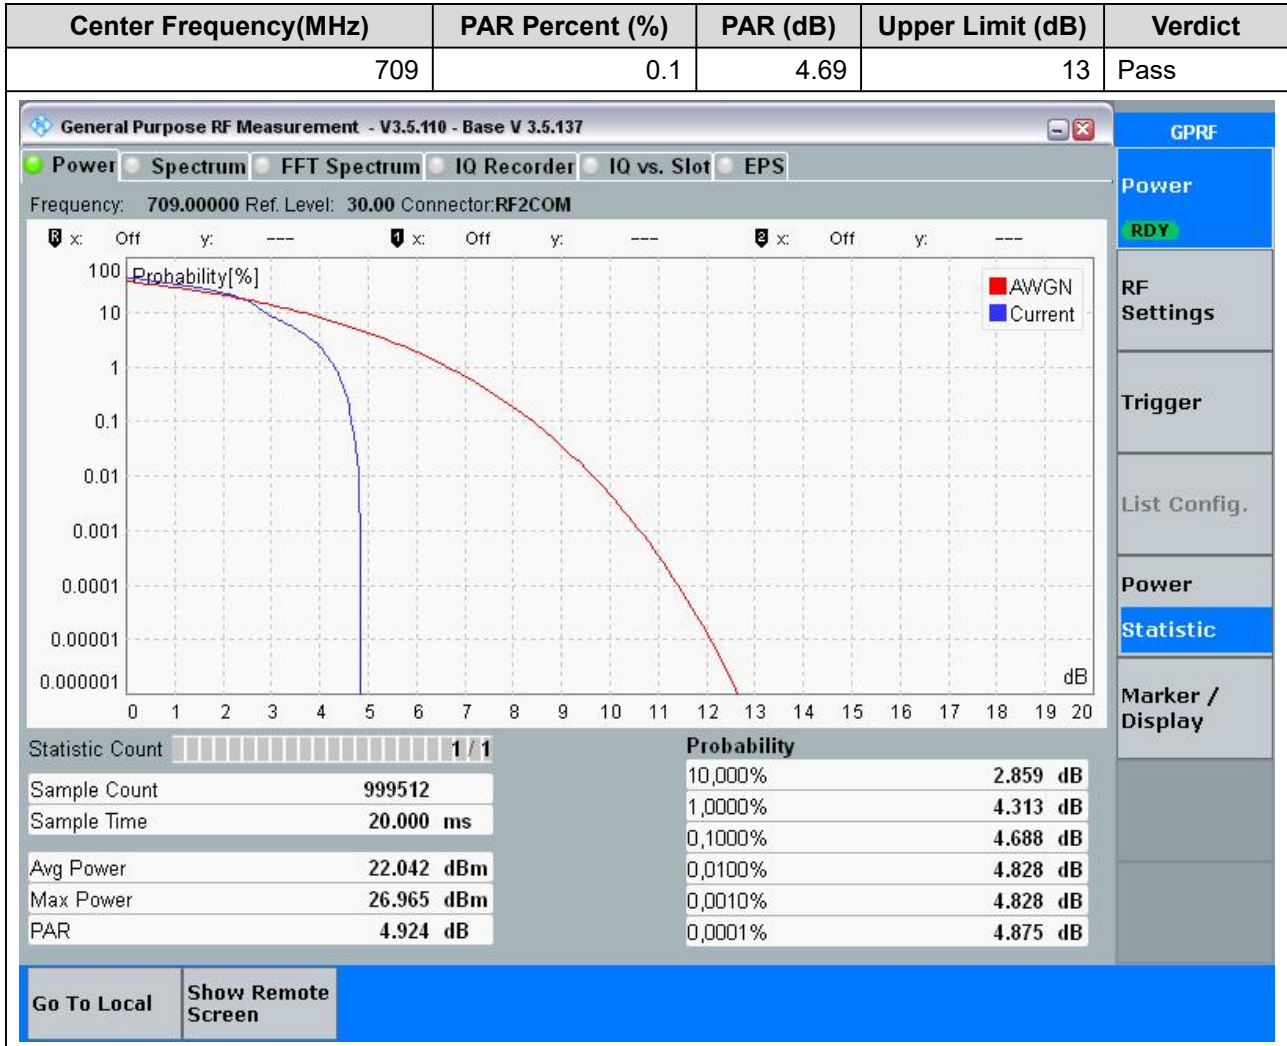 Center Frequency(MHz) PAR Percent (%) PAR (dB) Upper Limit (dB) Verdict
709 0.1 4.69 13 Pass
General Purpose RF Measurement - V3.5.110 - Base V 3.5.137
GPRF
Power Spectrum FFT Spectrum IQ Recorder IQ vs. Slot EPS
Frequency: 709.00000 Ref. Level: 30.00 Connector:RF2COM
R x: Off y: --- 1 x: Off y: --- 2 x: Off y: ---
Probability[%]
AWGN
Current
100
10
1
0.1
0.01
0.001
0.0001
0.00001
0.000001
dB
0 1 2 3 4 5 6 7 8 9 10 11 12 13 14 15 16 17 18 19 20
Statistic Count 1 / 1
Sample Count 999512
Sample Time 20.000 ms
Avg Power 22.042 dBm
Max Power 26.965 dBm
PAR 4.924 dB
Probability
10,000% 2.859 dB
1,0000% 4.313 dB
0,1000% 4.688 dB
0,0100% 4.828 dB
0,0010% 4.828 dB
0,0001% 4.875 dB
Power
RDY
RF
Settings
Trigger
List Config.
Power
Statistic
Marker /
Display
Go To Local
Show Remote
Screen